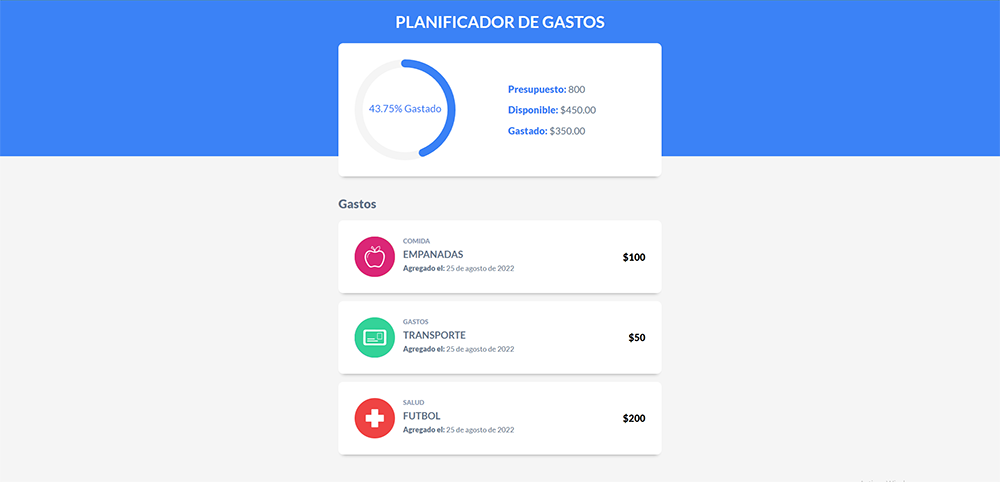 PLANIFICADOR DE GASTOS
43.75% Gastado
Presupuesto: 800
Disponible: $450.00
Gastado: $350.00
Gastos
COMIDA
EMPANADAS
Agregado el: 25 de agosto de 2022
$100
GASTOS
TRANSPORTE
Agregado el: 25 de agosto de 2022
$50
SALUD
FUTBOL
Agregado el: 25 de agosto de 2022
$200